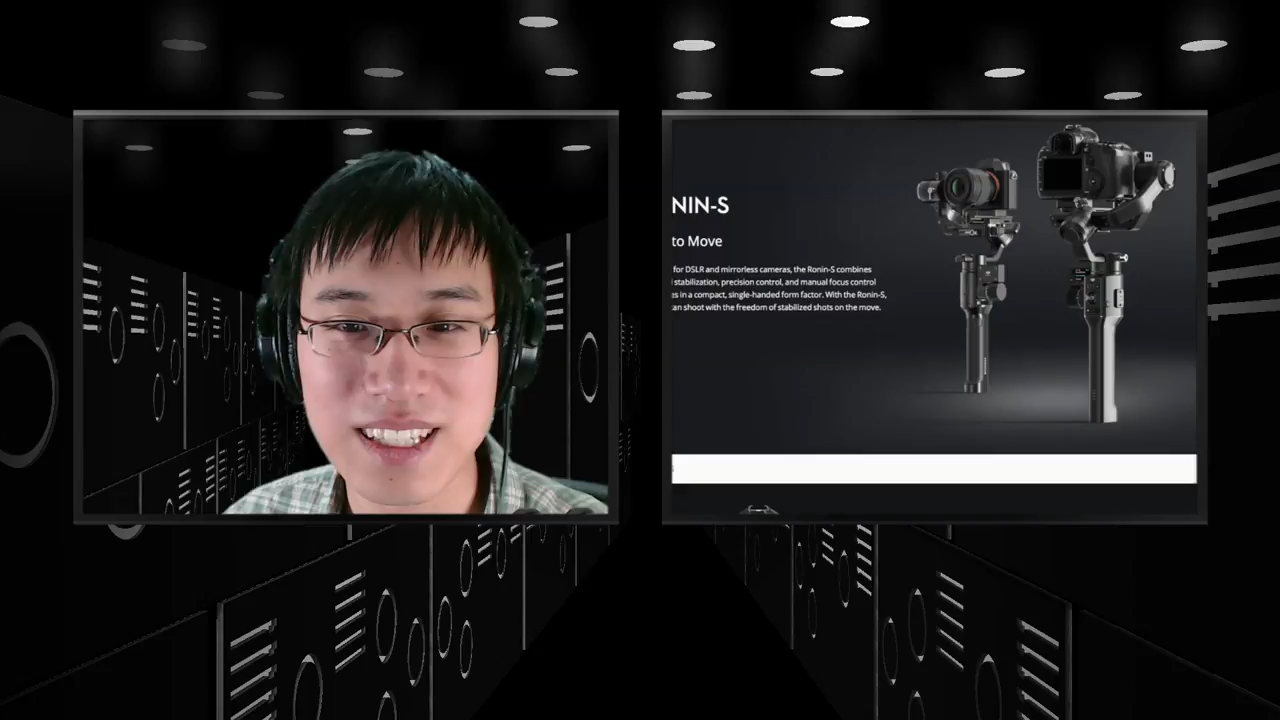 NIN-S
to Move
for DSLR and mirrorless cameras, the Ronin-S combines
stabilization, precision control, and manual focus control
es in a compact, single-handed form factor. With the Ronin-S,
an shoot with the freedom of stabilized shots on the move.